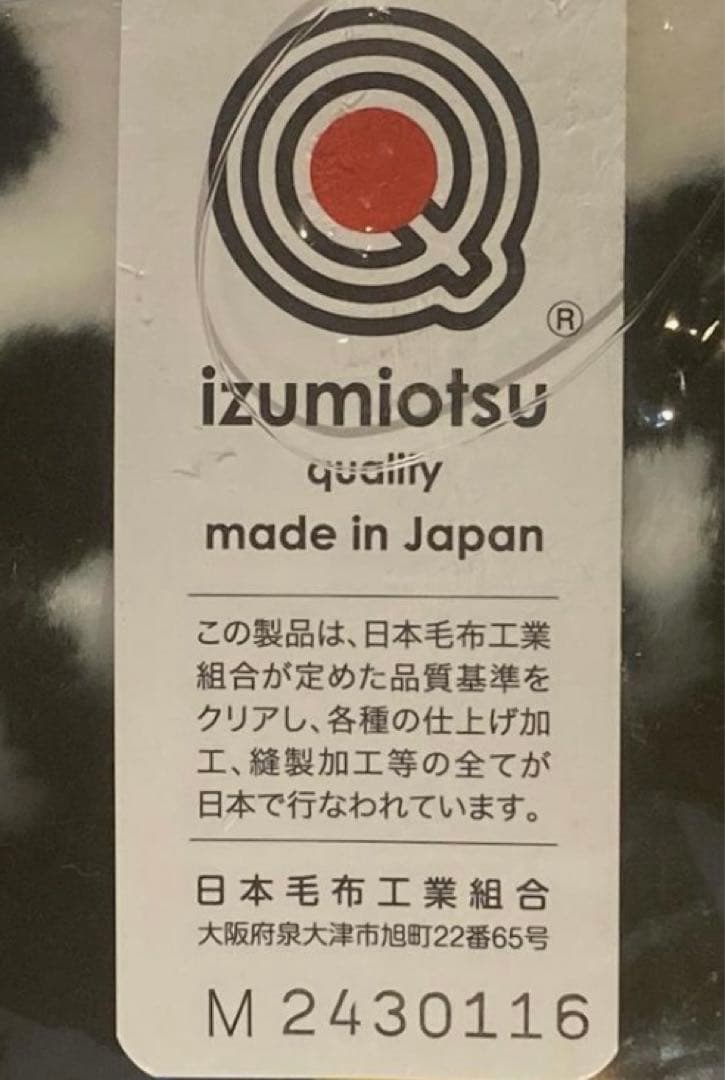 ®
izumiotsu
quality
made in Japan
この製品は、日本毛布工業
組合が定めた品質基準を
クリアし、各種の仕上げ加
工、縫製加工等の全てが
日本で行なわれています。
日本毛布工業組合
大阪府泉大津市旭町22番65号
M2430116